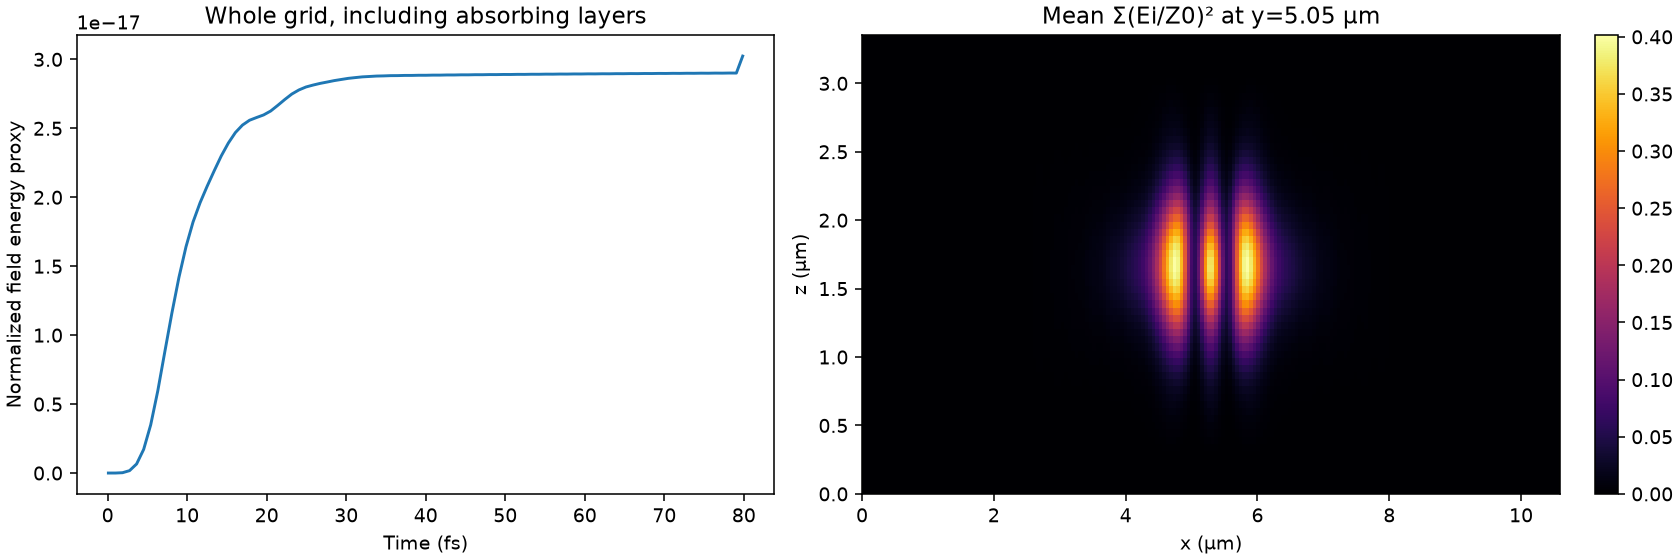 Whole grid, including absorbing layers
1e−17
3.0
2.5
2.0
1.5
1.0
0.5
0.0
Normalized field energy proxy
0 10 20 30 40 50 60 70 80
Time (fs)
Mean Σ(Ei/Z0)² at y=5.05 µm
3.0
2.5
2.0
1.5
1.0
0.5
0.0
z (µm)
0 2 4 6 8 10
x (µm)
0.40
0.35
0.30
0.25
0.20
0.15
0.10
0.05
0.00